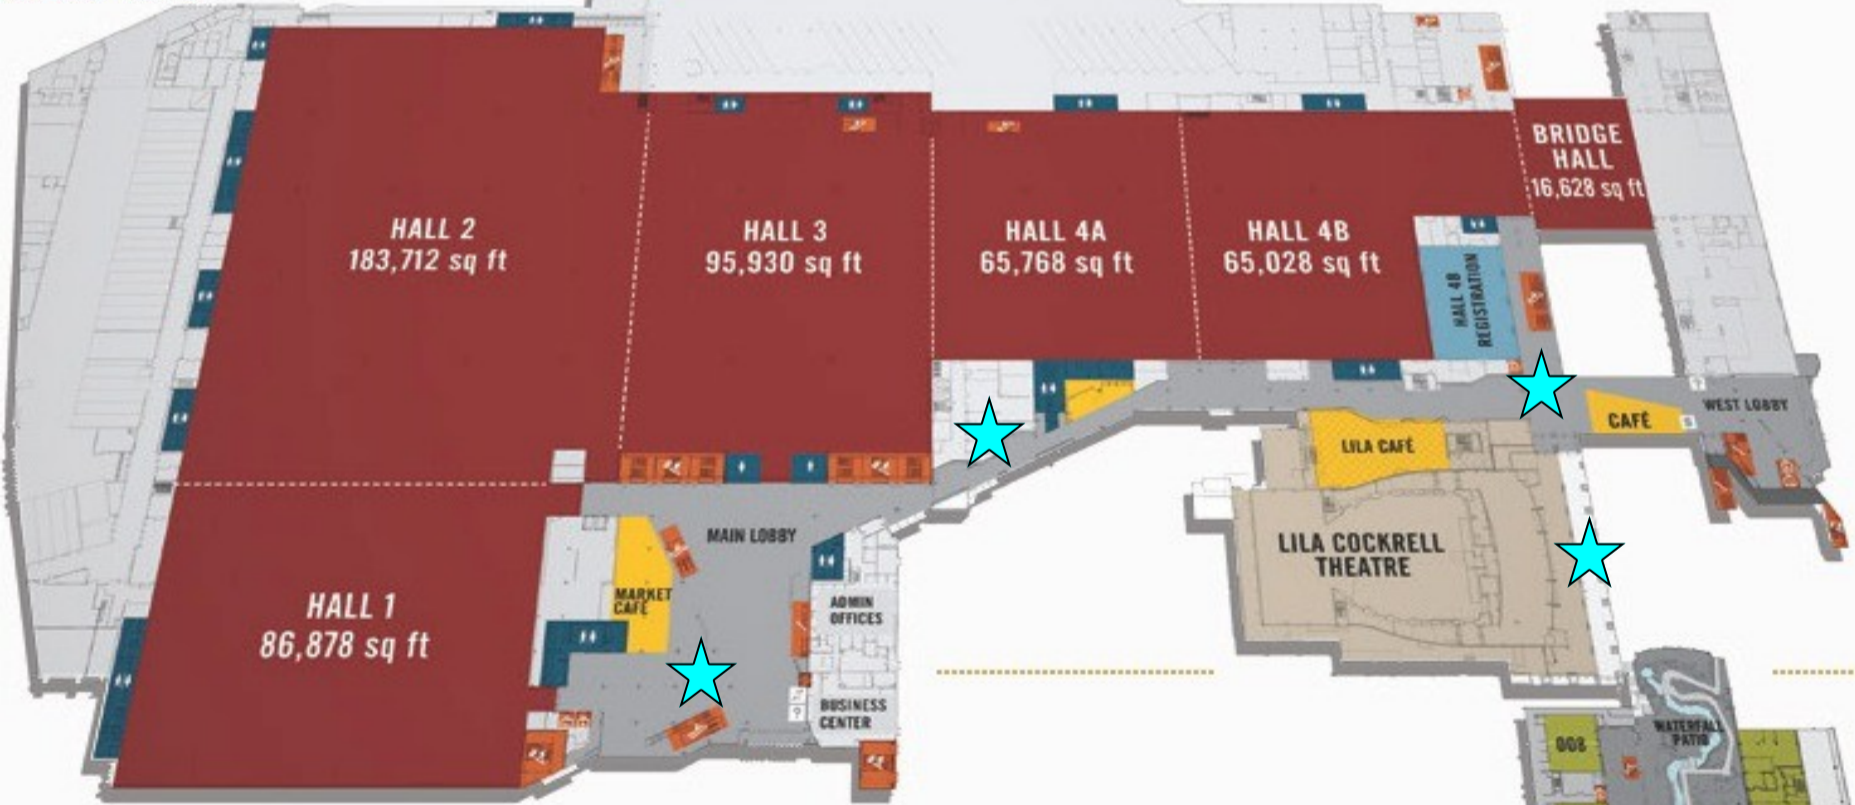 HALL 2
183,712 sq ft
HALL 3
95,930 sq ft
HALL 4A
65,768 sq ft
HALL 4B
65,028 sq ft
BRIDGE
HALL
16,628 sq ft
HALL 4B
REGISTRATION
HALL 1
86,878 sq ft
MAIN LOBBY
MARKET
CAFÉ
ADMIN
OFFICES
BUSINESS
CENTER
LILA CAFÉ
LILA COCKRELL
THEATRE
CAFÉ
WEST LOBBY
WATERFALL
PATIO
008